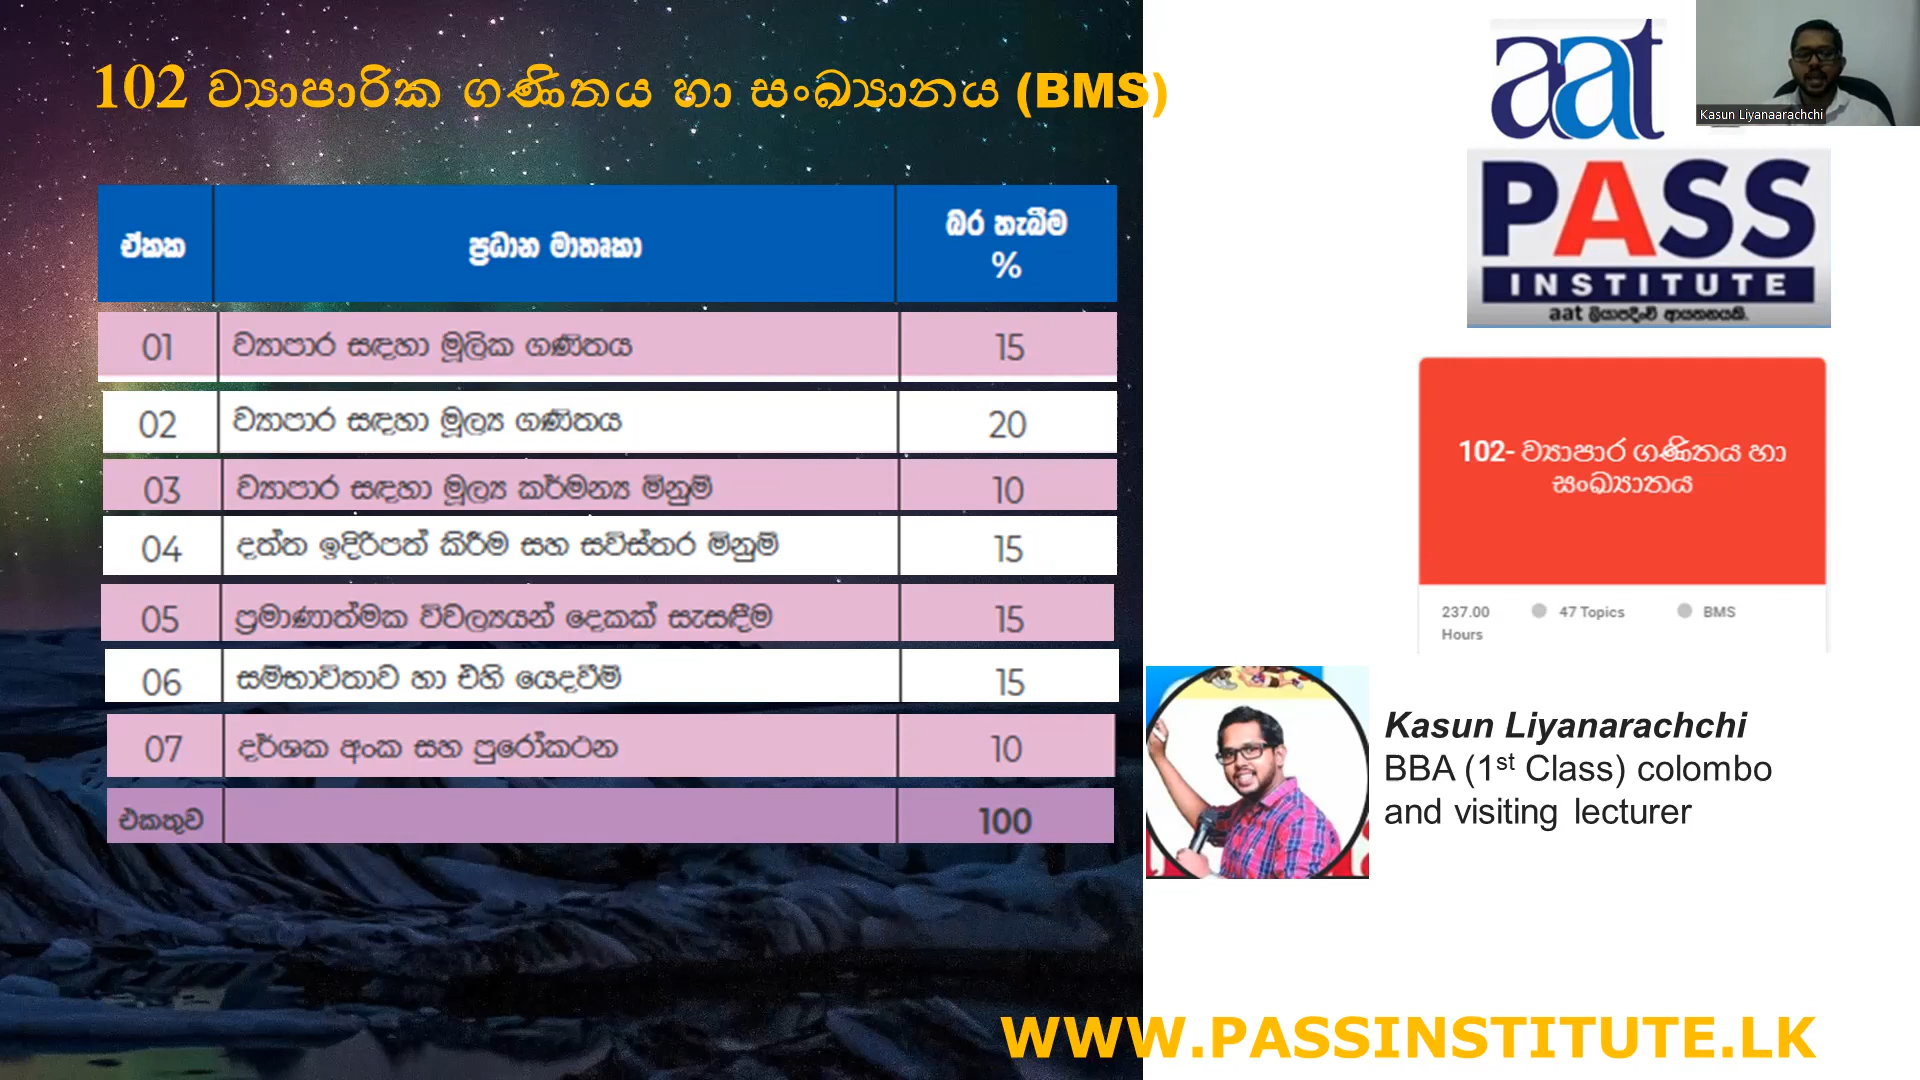 102 ව්‍යාපාරික ගණිතය හා සංඛ්‍යානය (BMS)
ඒකක ප්‍රධාන මාතෘකා බර තැබීම %
01 ව්‍යාපාර සඳහා මූලික ගණිතය 15
02 ව්‍යාපාර සඳහා මූල්‍ය ගණිතය 20
03 ව්‍යාපාර සඳහා මූල්‍ය කර්මන්‍ය මිනුම් 10
04 දත්ත ඉදිරිපත් කිරීම සහ සවිස්තර මිනුම් 15
05 ප්‍රමාණාත්මක විචල්‍යයන් දෙකක් සැසඳීම 15
06 සම්භාවිතාව හා එහි යෙදවීම් 15
07 දර්ශක අංක සහ පුරෝකථන 10
එකතුව 100
aat
Kasun Liyanaarachchi
PASS
INSTITUTE
aat ලියාපදිංචි ආයතනයකි.
102- ව්‍යාපාර ගණිතය හා
සංඛ්‍යානය
237.00 Hours
47 Topics
BMS
Kasun Liyanarachchi
BBA (1st Class) colombo
and visiting lecturer
WWW.PASSINSTITUTE.LK